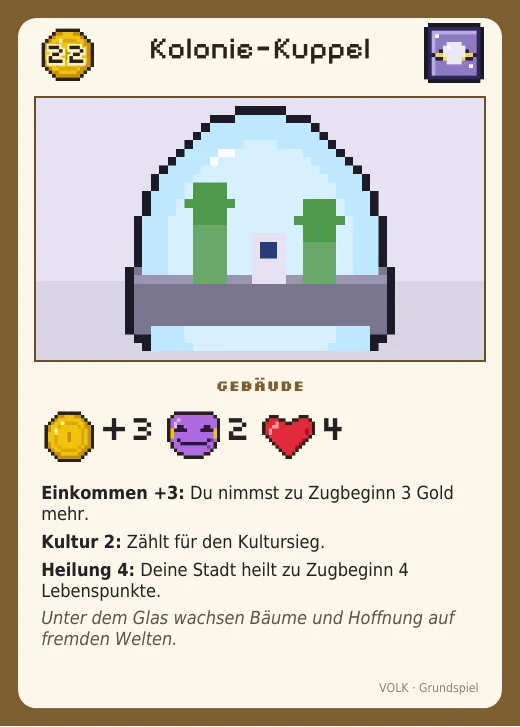 22
Kolonie-Kuppel
GEBÄUDE
+3 2 4
Einkommen +3: Du nimmst zu Zugbeginn 3 Gold
mehr.
Kultur 2: Zählt für den Kultursieg.
Heilung 4: Deine Stadt heilt zu Zugbeginn 4
Lebenspunkte.
Unter dem Glas wachsen Bäume und Hoffnung auf
fremden Welten.
VOLK · Grundspiel